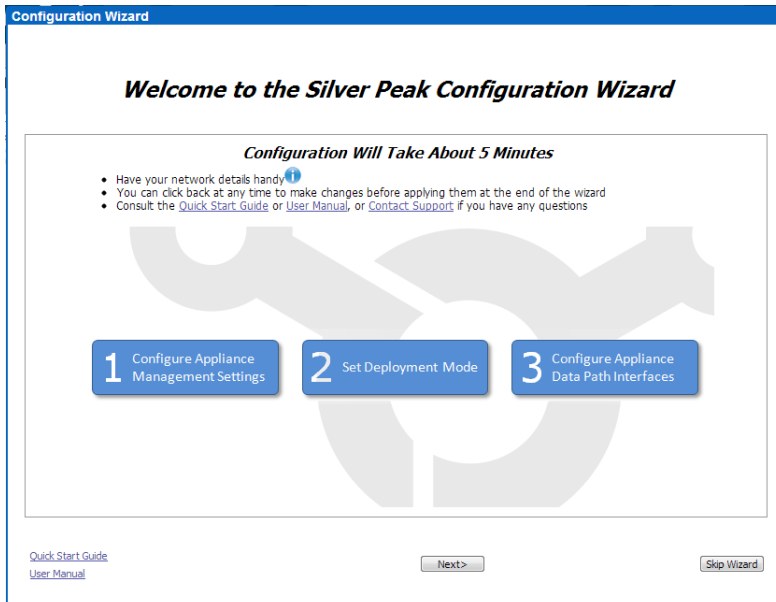 Configuration Wizard
Welcome to the Silver Peak Configuration Wizard
Configuration Will Take About 5 Minutes
Have your network details handy
You can click back at any time to make changes before applying them at the end of the wizard
Consult the Quick Start Guide or User Manual, or Contact Support if you have any questions
1 Configure Appliance
Management Settings
2 Set Deployment Mode
3 Configure Appliance
Data Path Interfaces
Quick Start Guide
User Manual
Next>
Skip Wizard